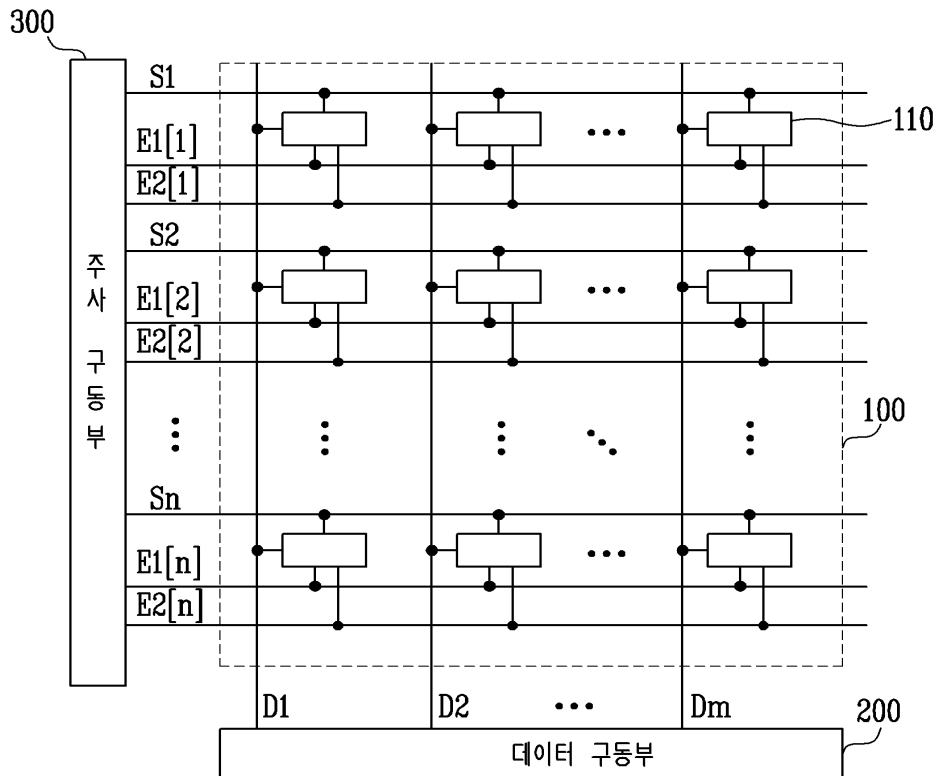 300
S1
E1[1]
110
E2[1]
S2
E1[2]
E2[2]
주사 구동부
100
Sn
E1[n]
E2[n]
D1 D2 Dm
200
데이터 구동부